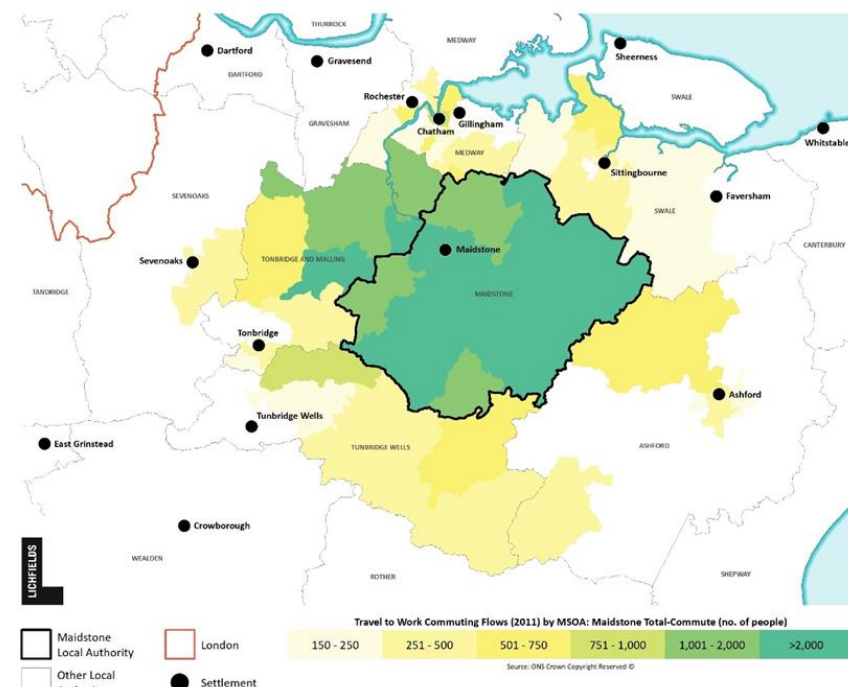 THURROCK
MEDWAY
Dartford
Sheerness
Gravesend
DARTFORD
SWALE
Rochester
GRAVESHAM
Chatham
Gillingham
Whitstable
MEDWAY
Sittingbourne
SEVENOAKS
Faversham
SWALE
CANTERBURY
Maidstone
Sevenoaks
TONBRIDGE AND MALLING
TANDRIDGE
MAIDSTONE
Tonbridge
Ashford
Tunbridge Wells
East Grinstead
TUNBRIDGE WELLS
ASHFORD
Crowborough
WEALDEN
ROTHER
SHEPWAY
LICHFIELDS
Travel to Work Commuting Flows (2011) by MSOA: Maidstone Total-Commute (no. of people)
150 - 250
251 - 500
501 - 750
751 - 1,000
1,001 - 2,000
>2,000
Source: ONS Crown Copyright Reserved ©
Maidstone
Local Authority
London
Other Local
Settlement